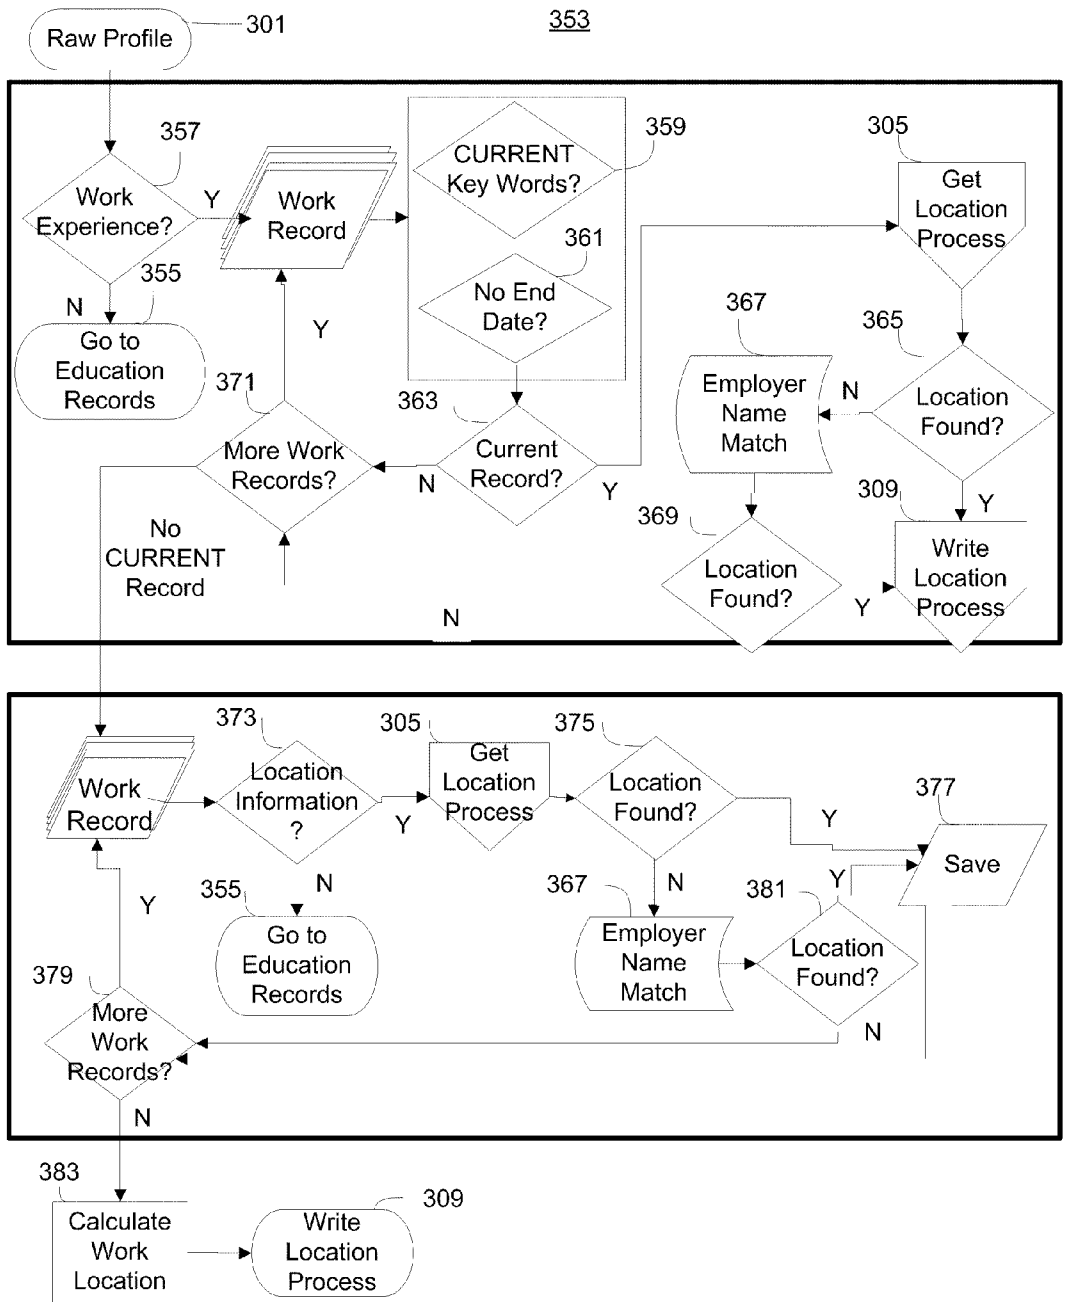 353
301
Raw Profile
357
Work
Experience?
Y
N
355
Go to
Education
Records
Work
Record
CURRENT
Key Words?
359
361
No End
Date?
305
Get
Location
Process
Y
371
More Work
Records?
363
Current
Record?
N
Y
367
Employer
Name
Match
365
Location
Found?
N
Y
369
Location
Found?
309
Write
Location
Process
Y
No
CURRENT
Record
N
Work
Record
373
Location
Information
?
Y
N
305
Get
Location
Process
375
Location
Found?
Y
N
377
Save
355
Go to
Education
Records
367
Employer
Name
Match
381
Location
Found?
Y
N
Y
379
More
Work
Records?
N
383
Calculate
Work
Location
309
Write
Location
Process